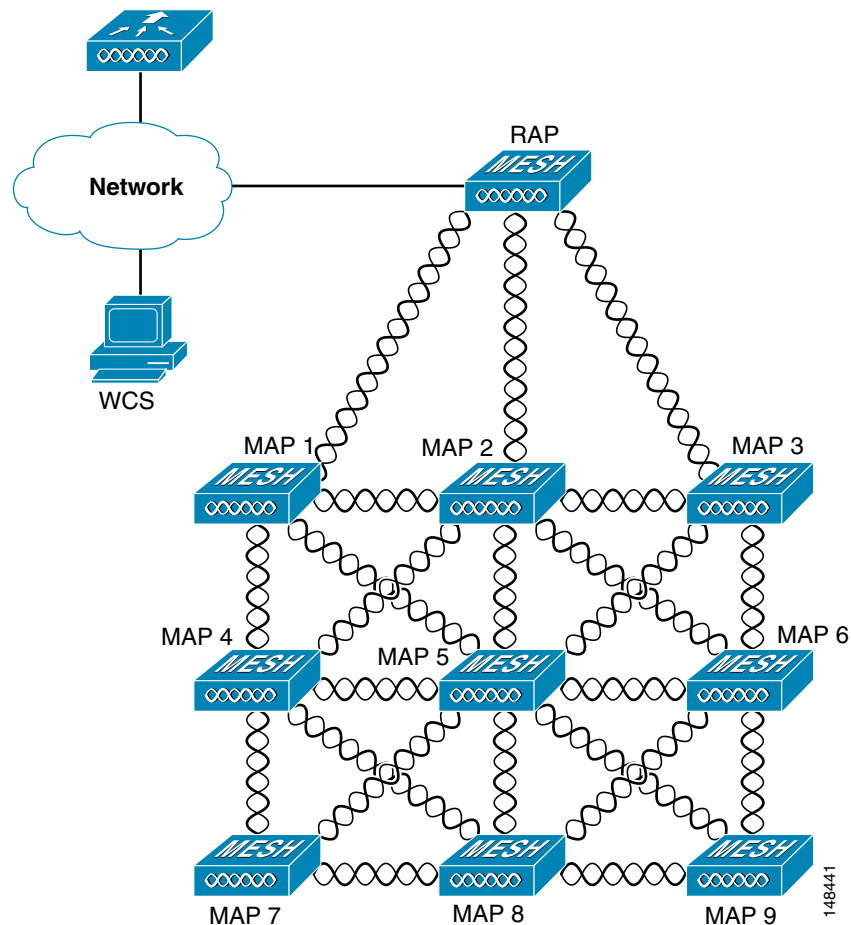 RAP
MESH
Network
WCS
MAP 1
MAP 2
MAP 3
MESH
MESH
MESH
MAP 4
MAP 5
MAP 6
MESH
MESH
MESH
MESH
MESH
MESH
MAP 7
MAP 8
MAP 9
148441